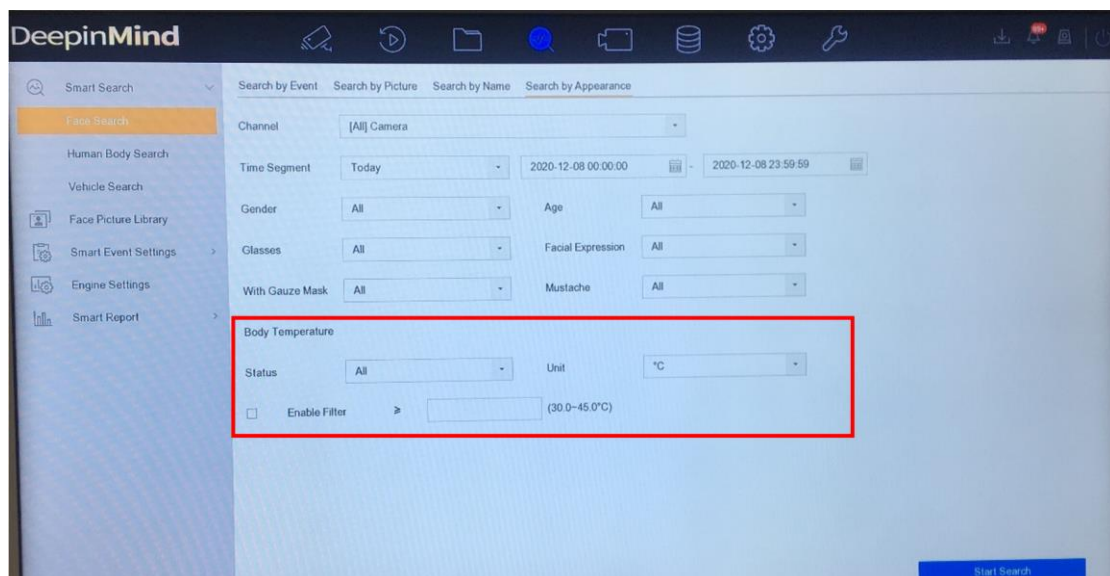 DeepinMind
99+
Smart Search
Face Search
Human Body Search
Vehicle Search
Face Picture Library
Smart Event Settings
Engine Settings
Smart Report
Search by Event Search by Picture Search by Name Search by Appearance
Channel [All] Camera
Time Segment Today 2020-12-08 00:00:00 - 2020-12-08 23:59:59
Gender All Age All
Glasses All Facial Expression All
With Gauze Mask All Mustache All
Body Temperature
Status All Unit °C
Enable Filter ≥ (30.0~45.0°C)
Start Search